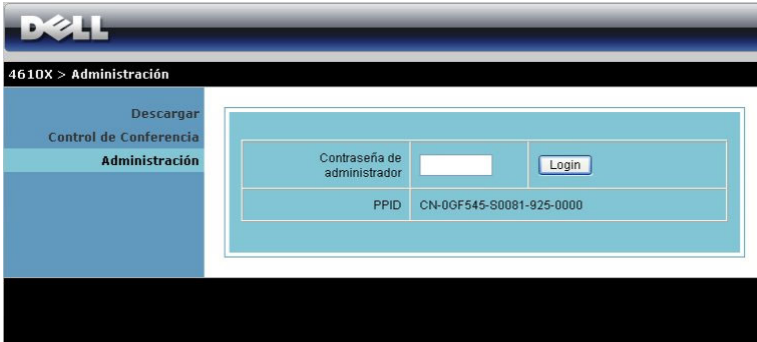 DELL
4610X > Administración
Descargar
Control de Conferencia
Administración
Contraseña de
administrador
Login
PPID
CN-0GF545-S0081-925-0000